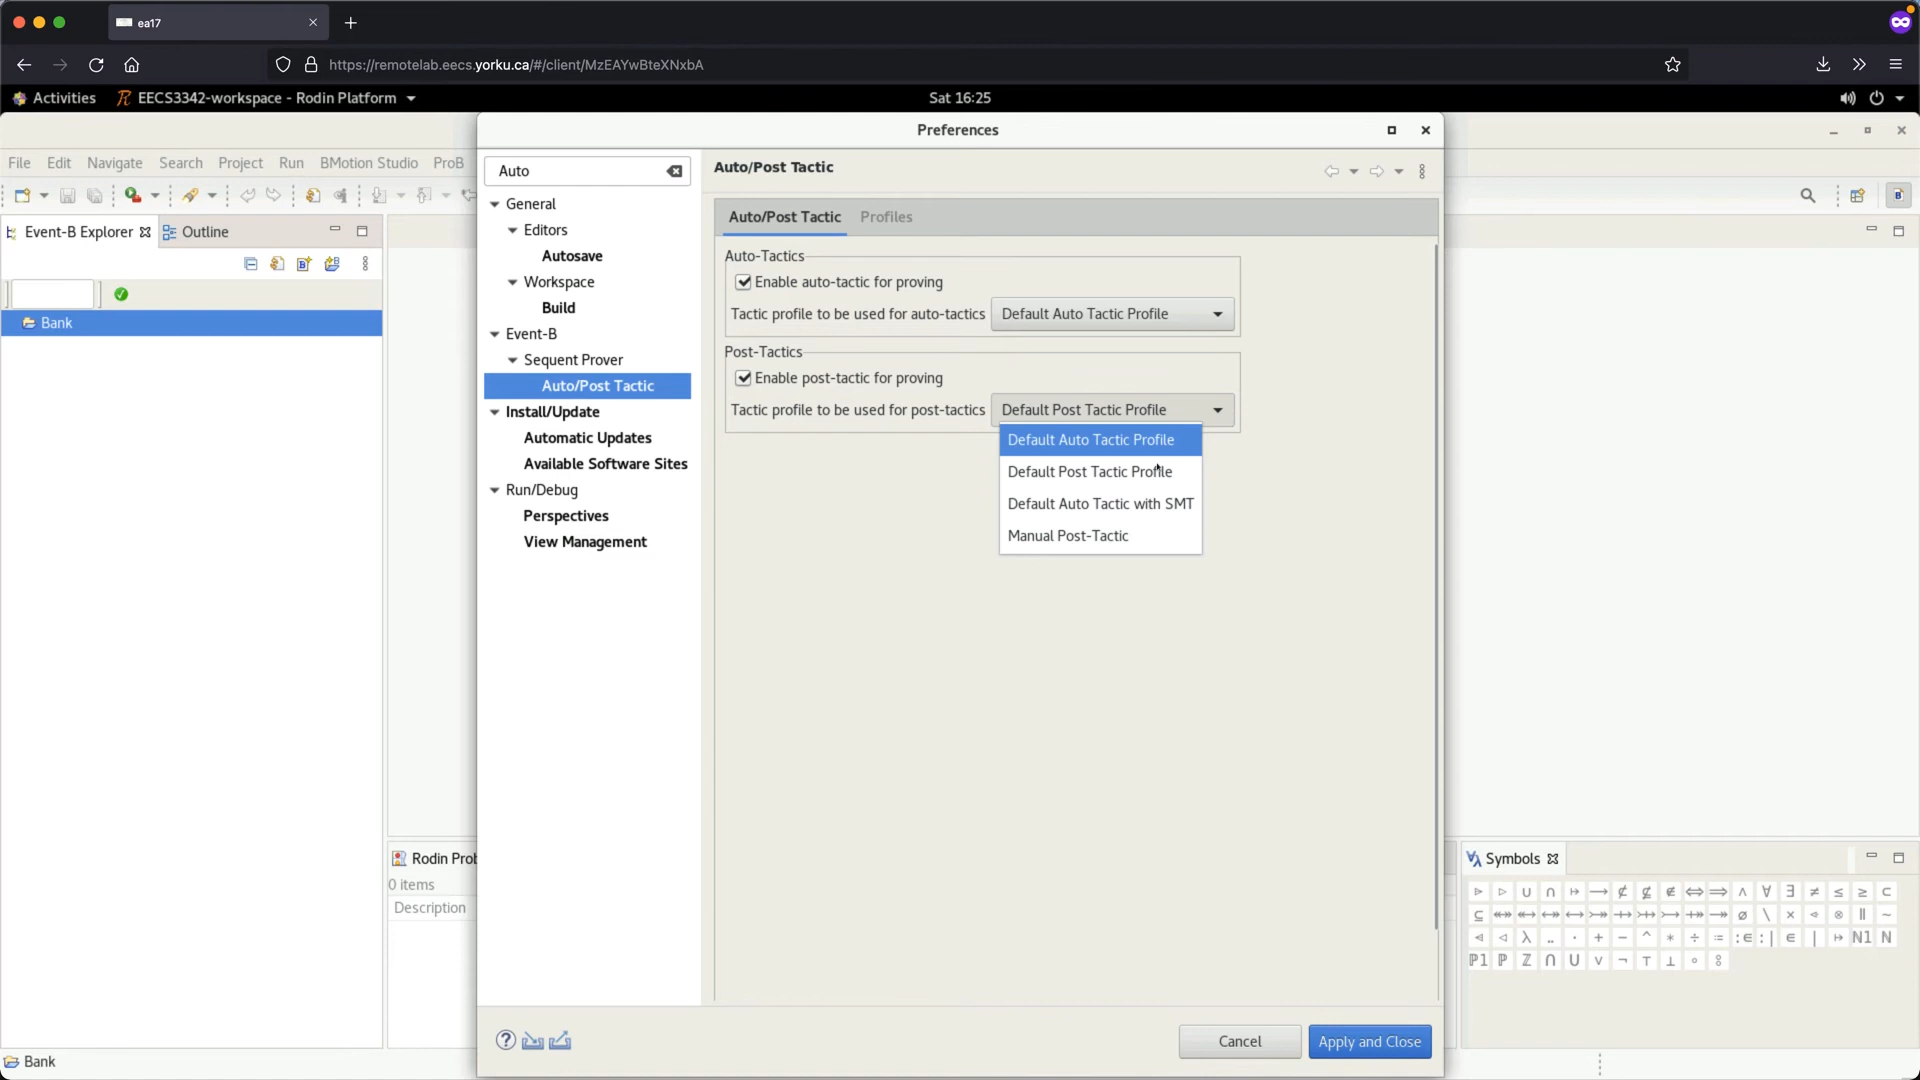 ea17
https://remotelab.eecs.yorku.ca/#/client/MzEAYwBteXNxbA
Activities
EECS3342-workspace - Rodin Platform
Sat 16:25
Preferences
File Edit Navigate Search Project Run BMotion Studio ProB
Auto
Auto/Post Tactic
Event-B Explorer
Outline
Bank
General
Editors
Autosave
Workspace
Build
Event-B
Sequent Prover
Auto/Post Tactic
Install/Update
Automatic Updates
Available Software Sites
Run/Debug
Perspectives
View Management
Auto/Post Tactic Profiles
Auto-Tactics
Enable auto-tactic for proving
Tactic profile to be used for auto-tactics Default Auto Tactic Profile
Post-Tactics
Enable post-tactic for proving
Tactic profile to be used for post-tactics Default Post Tactic Profile
Default Auto Tactic Profile
Default Post Tactic Profile
Default Auto Tactic with SMT
Manual Post-Tactic
Rodin Prob
0 items
Description
Symbols
Cancel
Apply and Close
Bank